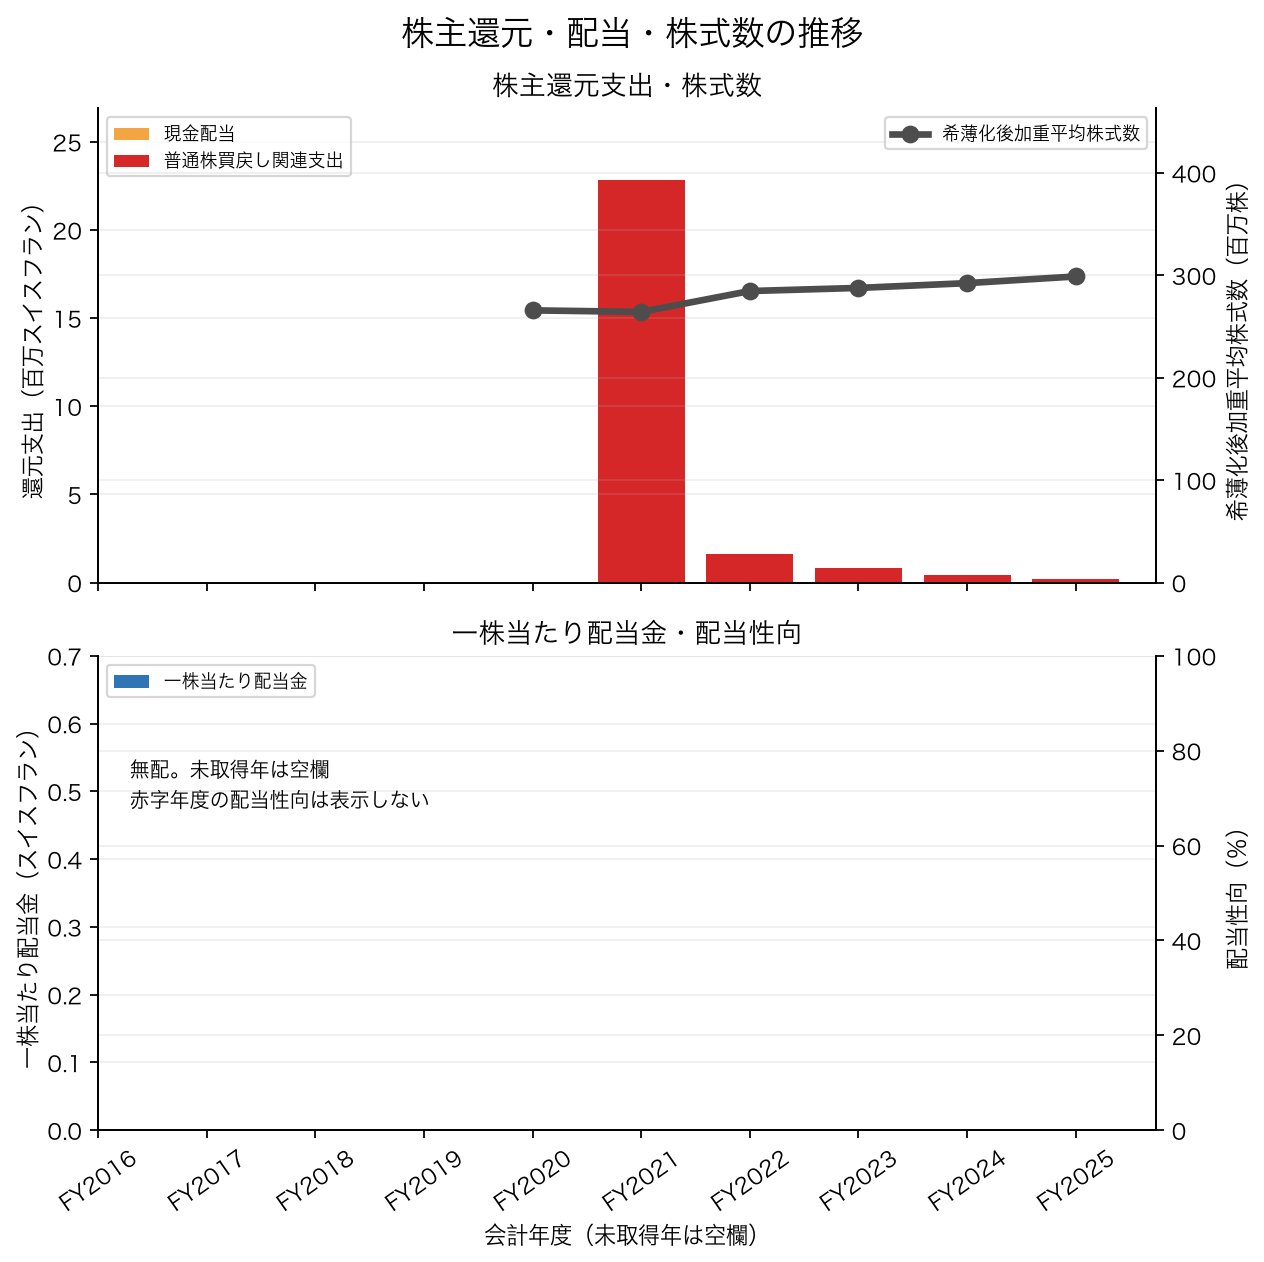 株主還元・配当・株式数の推移
株主還元支出・株式数
現金配当
普通株買戻し関連支出
希薄化後加重平均株式数
還元支出（百万スイスフラン）
25
20
15
10
5
0
400
300
200
100
0
希薄化後加重平均株式数（百万株）
一株当たり配当金・配当性向
一株当たり配当金
無配。未取得年は空欄
赤字年度の配当性向は表示しない
一株当たり配当金（スイスフラン）
0.7
0.6
0.5
0.4
0.3
0.2
0.1
0.0
100
80
60
40
20
0
配当性向（%）
FY2016
FY2017
FY2018
FY2019
FY2020
FY2021
FY2022
FY2023
FY2024
FY2025
会計年度（未取得年は空欄）